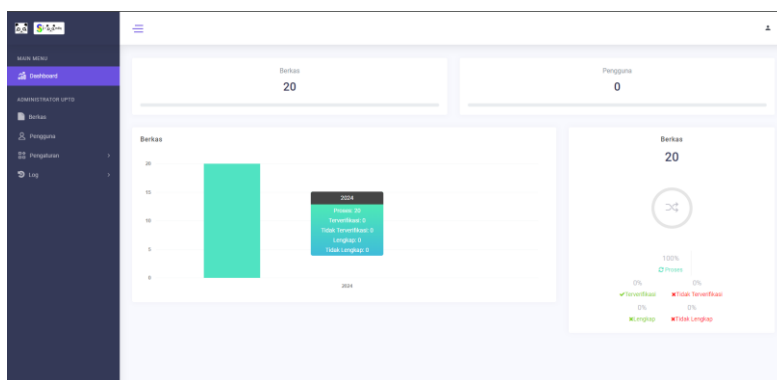 MAIN MENU
Dashboard
ADMINISTRATOR UPTD
Berkas
Pengguna
Pengaturan
Log
Berkas
20
Pengguna
0
Berkas
20
15
10
5
0
2024
Proses: 20
Terverifikasi: 0
Tidak Terverifikasi: 0
Lengkap: 0
Tidak Lengkap: 0
2024
Berkas
20
100%
Proses
0% 0%
Terverifikasi Tidak Terverifikasi
0% 0%
Lengkap Tidak Lengkap